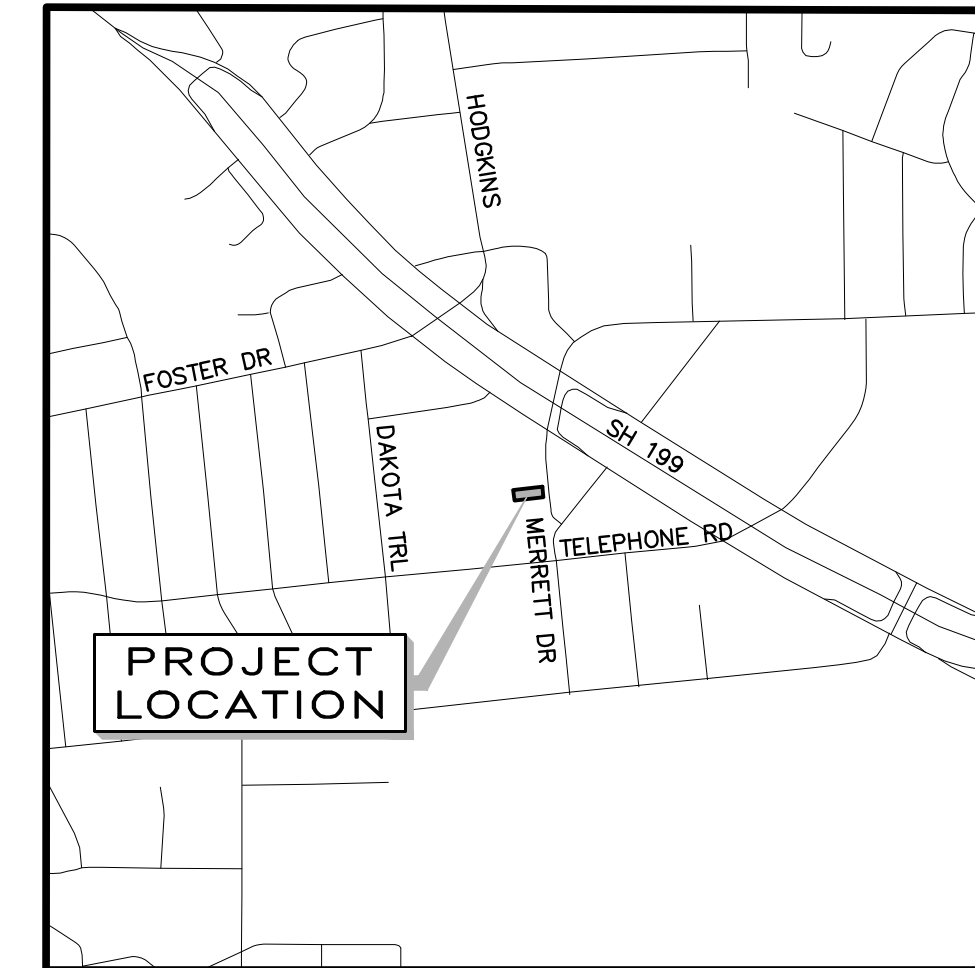 HODGKINS
FOSTER DR
SH 199
DAKOTA TRL
TELEPHONE RD
MERRETT DR
PROJECT
LOCATION